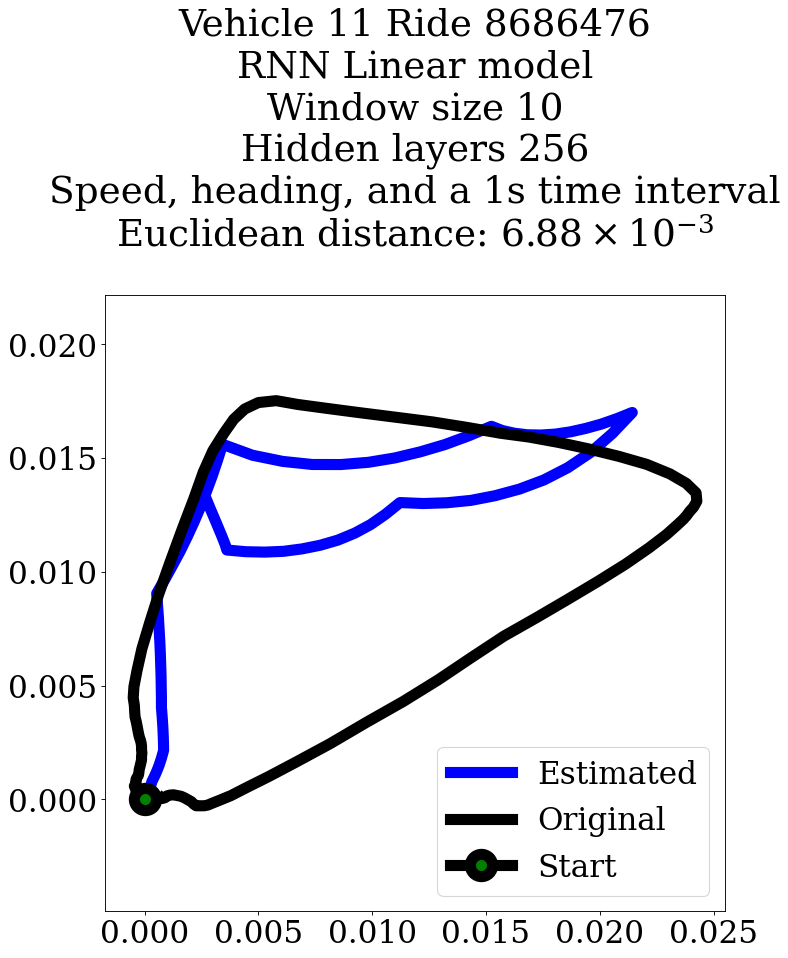 Vehicle 11 Ride 8686476
RNN Linear model
Window size 10
Hidden layers 256
Speed, heading, and a 1s time interval
Euclidean distance: 6.88 × 10⁻³
0.020
0.015
0.010
0.005
0.000
Estimated
Original
Start
0.000 0.005 0.010 0.015 0.020 0.025